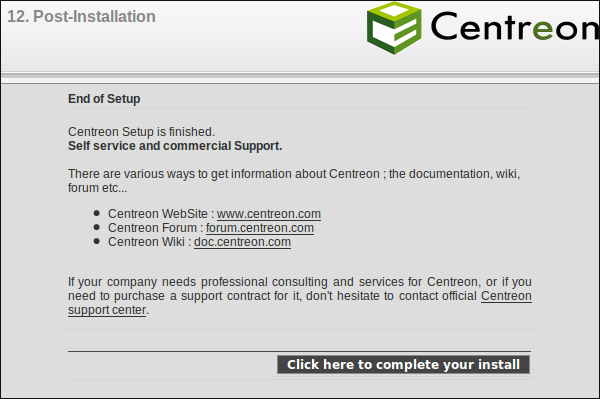 12. Post-Installation
Centreon
End of Setup
Centreon Setup is finished.
Self service and commercial Support.
There are various ways to get information about Centreon ; the documentation, wiki,
forum etc...
Centreon WebSite : www.centreon.com
Centreon Forum : forum.centreon.com
Centreon Wiki : doc.centreon.com
If your company needs professional consulting and services for Centreon, or if you
need to purchase a support contract for it, don't hesitate to contact official Centreon
support center.
Click here to complete your install